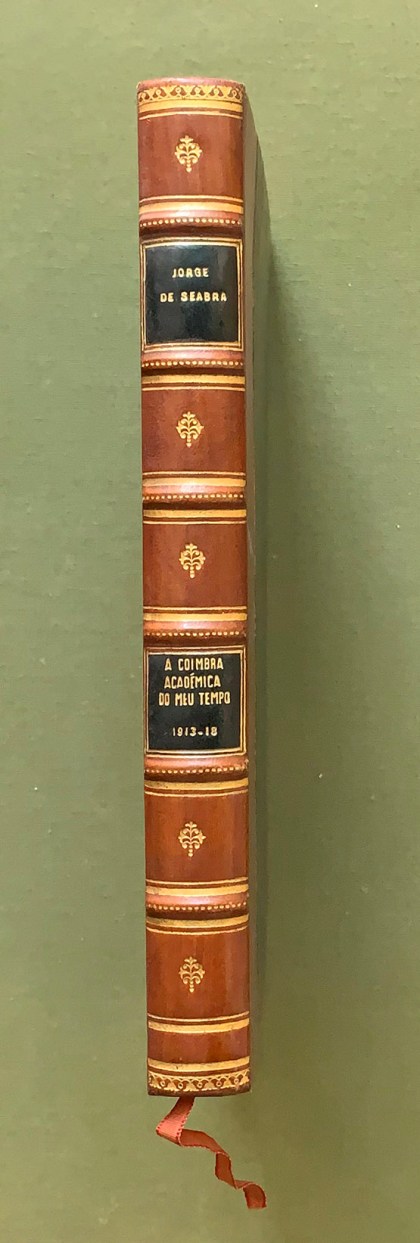 JORGE
DE SEABRA
A COIMBRA
ACADÉMICA
DO MEU TEMPO
1913-18